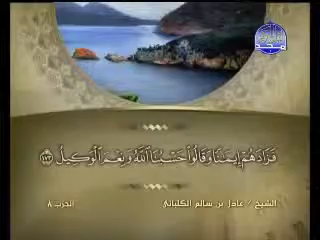 فَزَادَهُمْ إِيمَٰنًا وَقَالُوا۟ حَسْبُنَا ٱللَّهُ وَنِعْمَ ٱلْوَكِيلُ ١٧٣
الشيخ / عادل بن سالم الكلباني
الحزب ٨